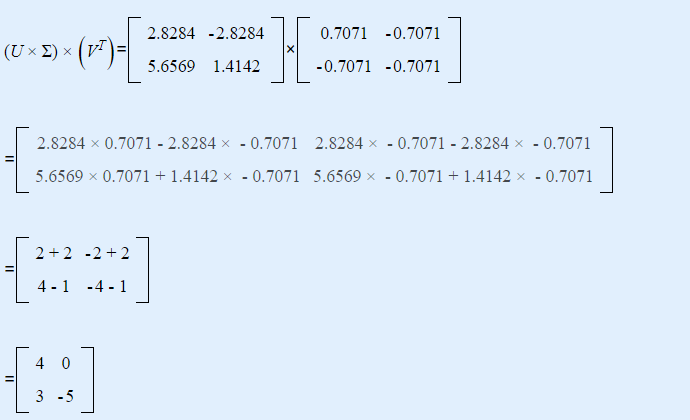 (U × Σ) × (V^T) = [ 2.8284 -2.8284 ] × [ 0.7071 -0.7071 ]
[ 5.6569 1.4142 ] [ -0.7071 -0.7071 ]
= [ 2.8284 × 0.7071 - 2.8284 × - 0.7071 2.8284 × - 0.7071 - 2.8284 × - 0.7071 ]
[ 5.6569 × 0.7071 + 1.4142 × - 0.7071 5.6569 × - 0.7071 + 1.4142 × - 0.7071 ]
= [ 2 + 2 -2 + 2 ]
[ 4 - 1 -4 - 1 ]
= [ 4 0 ]
[ 3 -5 ]